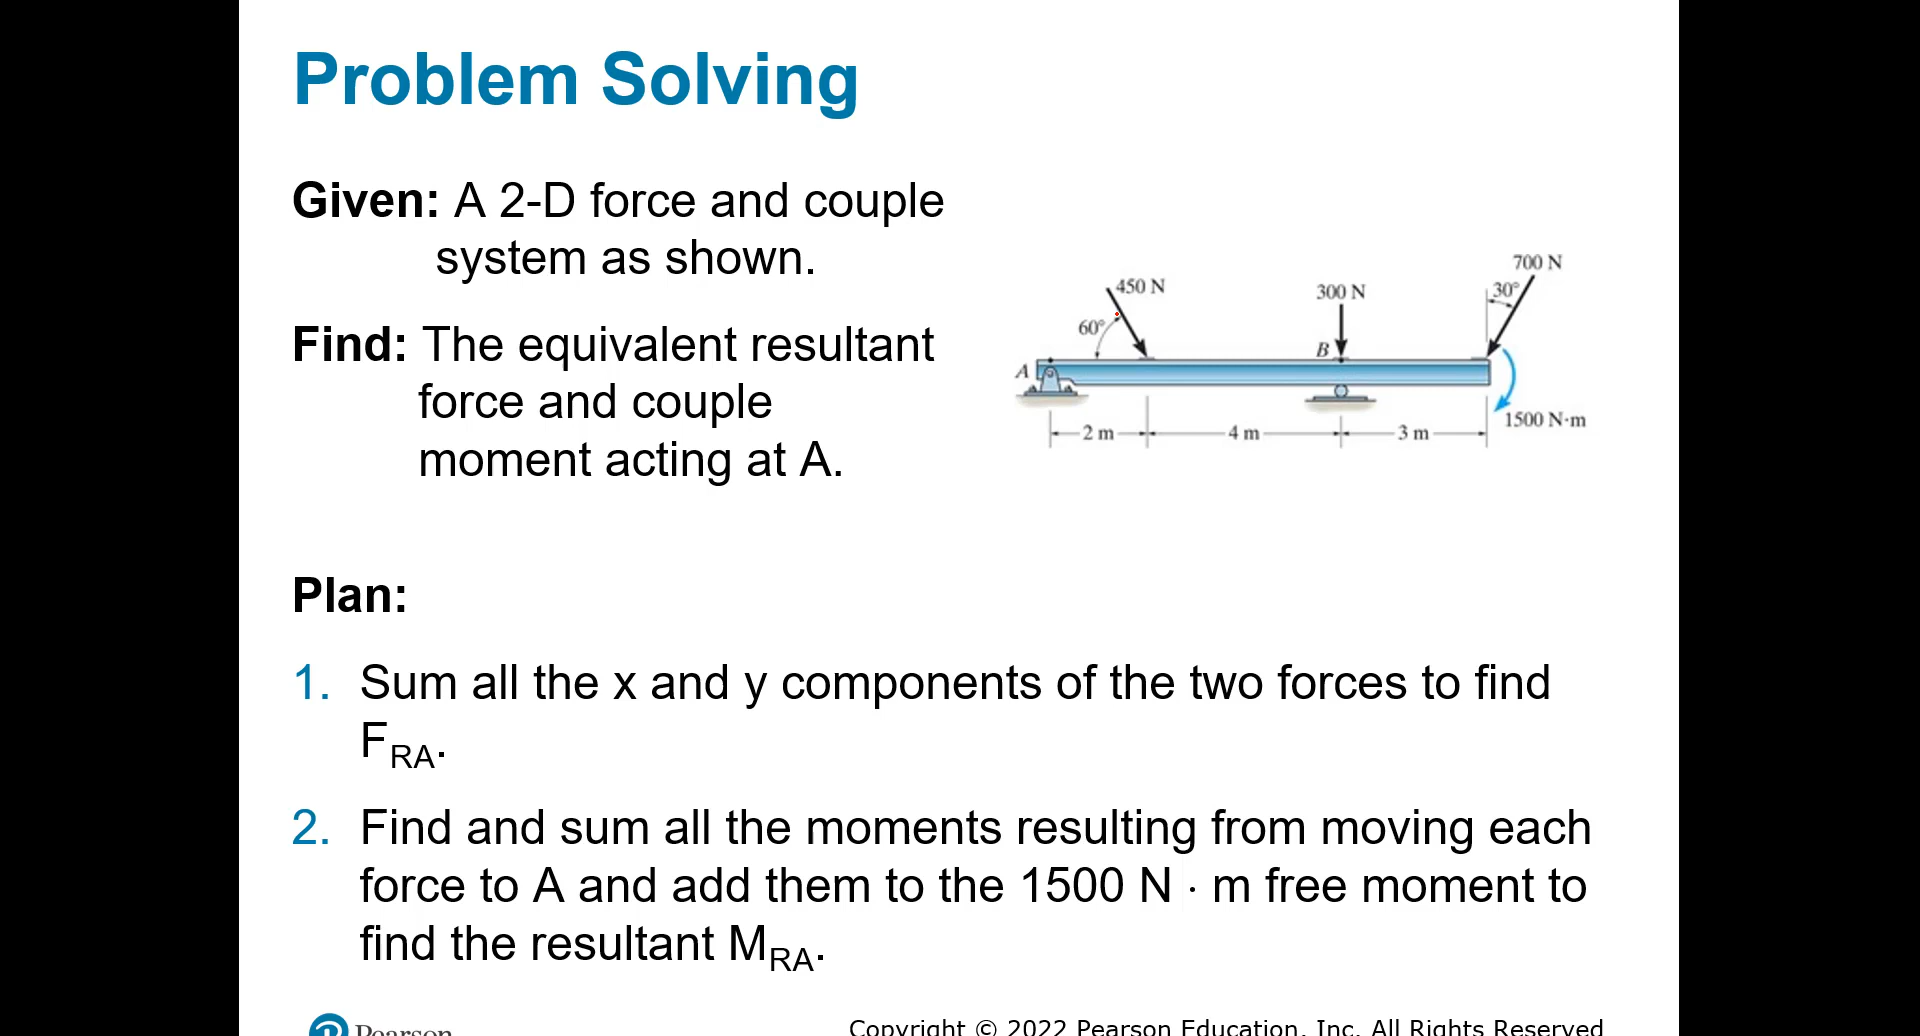 Problem Solving
Given: A 2-D force and couple
system as shown.
Find: The equivalent resultant
force and couple
moment acting at A.
700 N
450 N
300 N
30°
60°
B
A
1500 N·m
2 m
4 m
3 m
Plan:
1. Sum all the x and y components of the two forces to find
FRA.
2. Find and sum all the moments resulting from moving each
force to A and add them to the 1500 N · m free moment to
find the resultant MRA.
Pearson
Copyright © 2022 Pearson Education, Inc. All Rights Reserved